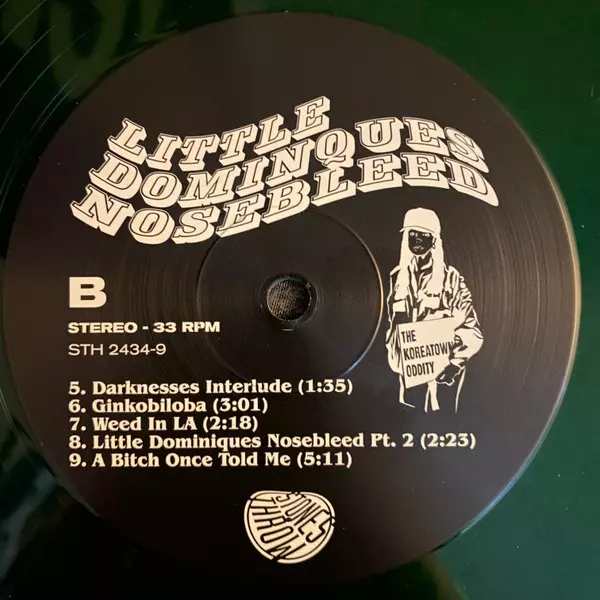 LITTLE
DOMINQUES
NOSEBLEED
B
STEREO - 33 RPM
STH 2434-9
THE
KOREATOWN
ODDITY
5. Darknesses Interlude (1:35)
6. Ginkobiloba (3:01)
7. Weed In LA (2:18)
8. Little Dominiques Nosebleed Pt. 2 (2:23)
9. A Bitch Once Told Me (5:11)
STONES
THROW